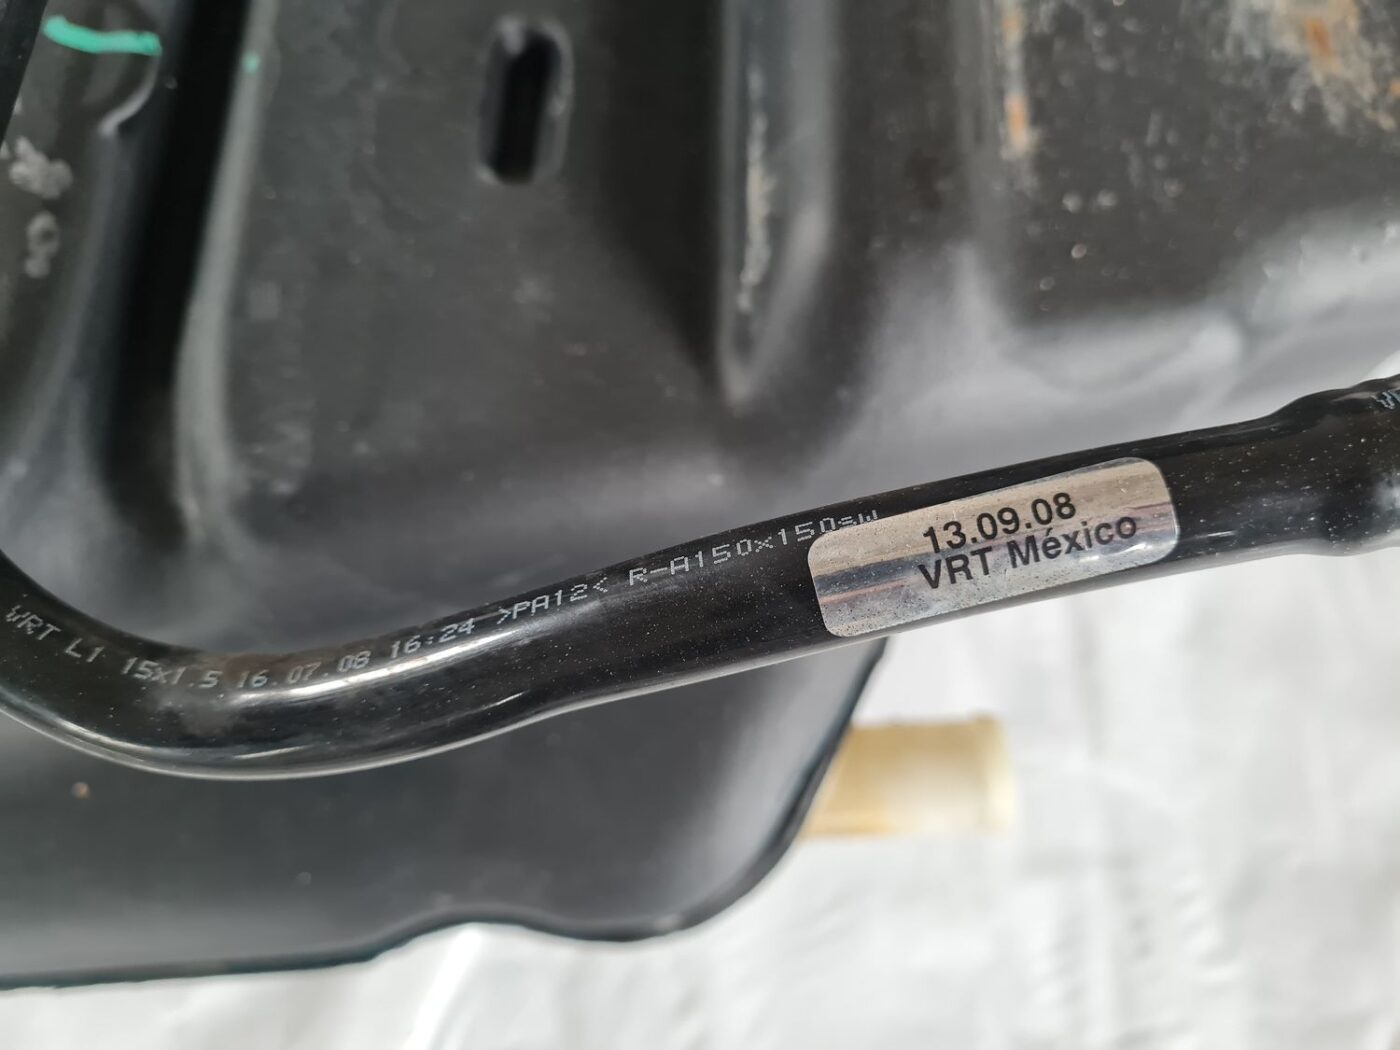 VRT L1 15x1.5 16.07.08 16:24 >PA12< R-A150x150
13.09.08
VRT México